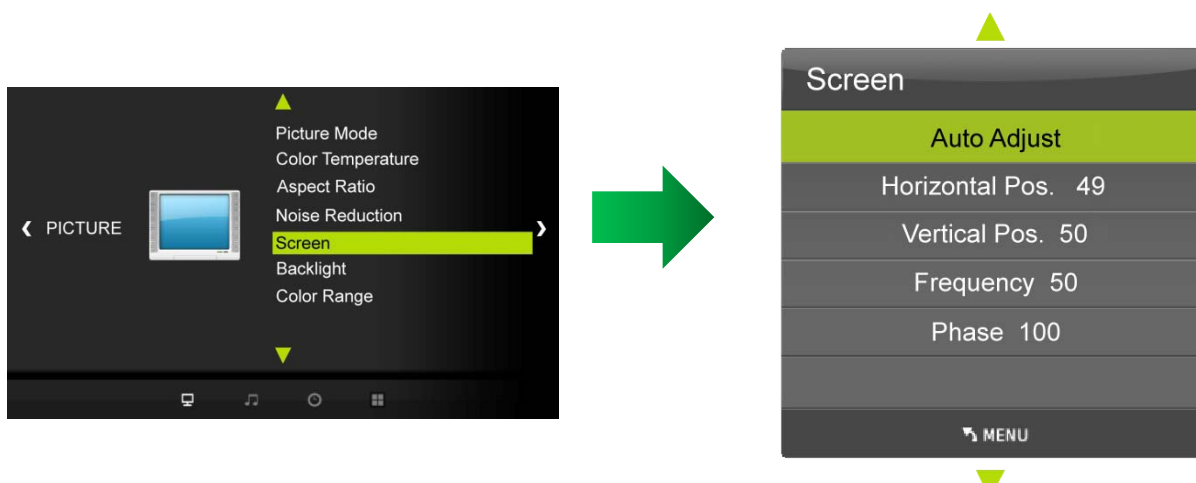 PICTURE
Picture Mode
Color Temperature
Aspect Ratio
Noise Reduction
Screen
Backlight
Color Range
Screen
Auto Adjust
Horizontal Pos. 49
Vertical Pos. 50
Frequency 50
Phase 100
MENU